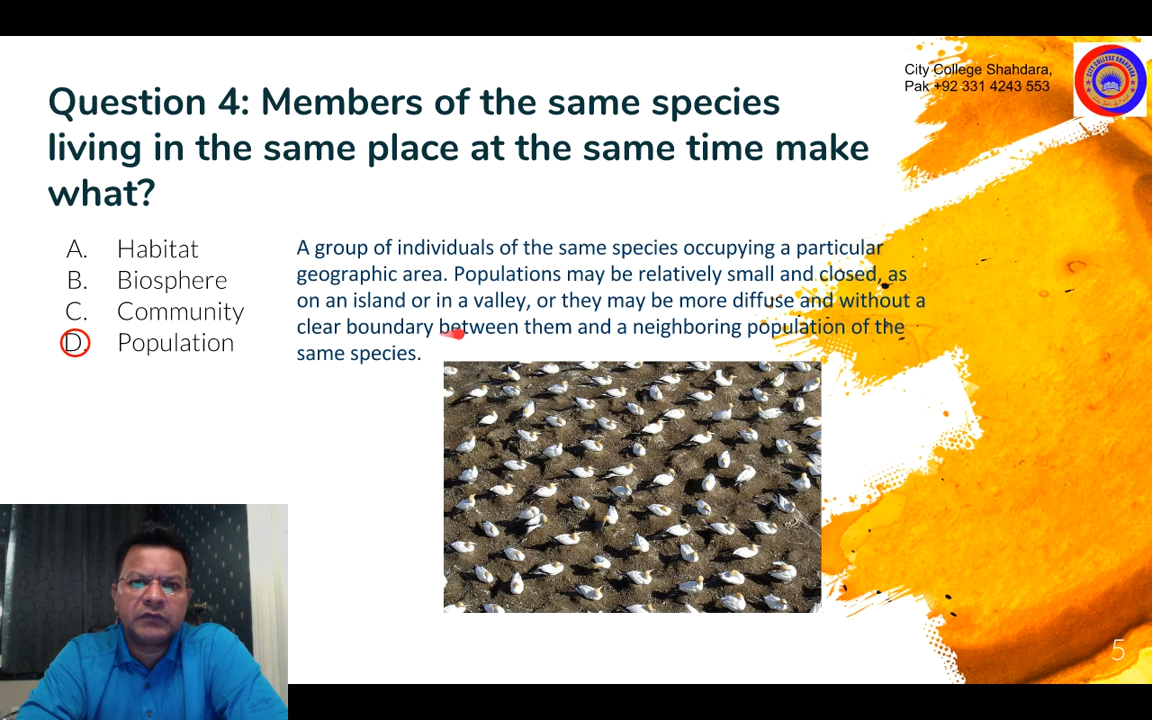 City College Shahdara,
Pak +92 331 4243 553
Question 4: Members of the same species
living in the same place at the same time make
what?
A. Habitat
B. Biosphere
C. Community
D. Population
A group of individuals of the same species occupying a particular
geographic area. Populations may be relatively small and closed, as
on an island or in a valley, or they may be more diffuse and without a
clear boundary between them and a neighboring population of the
same species.
5